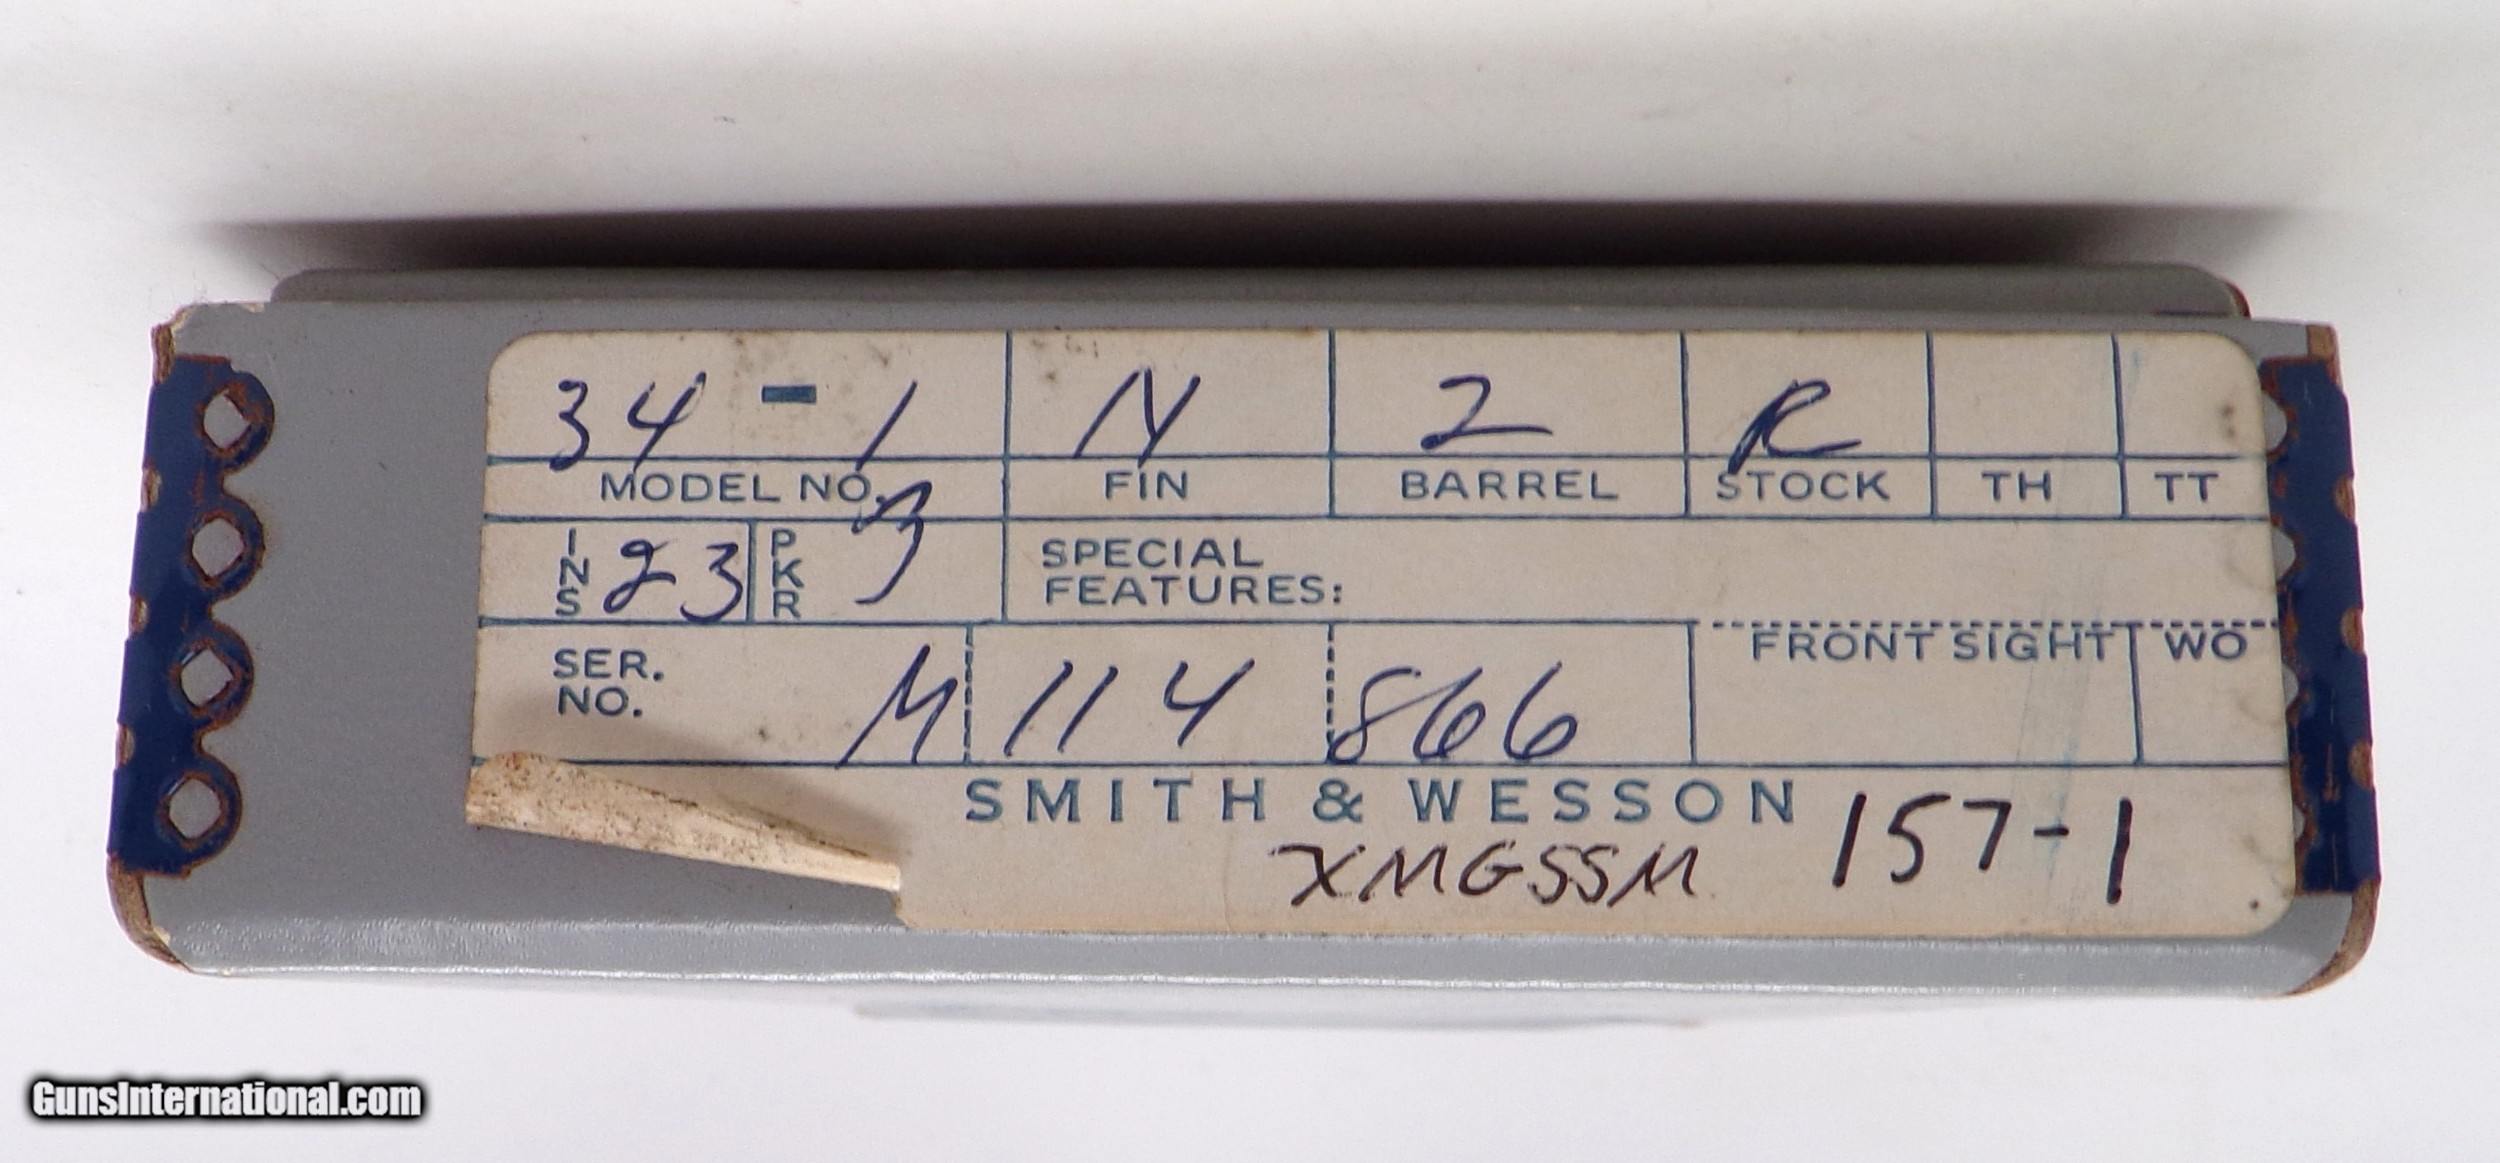 34 - 1 N 2 R
MODEL NO. FIN BARREL STOCK TH TT
INS 23 PKR 3 SPECIAL
FEATURES:
SER.
NO. M 114 866 FRONT SIGHT WO
SMITH & WESSON
XMGSSM 157-1
GunsInternational.com